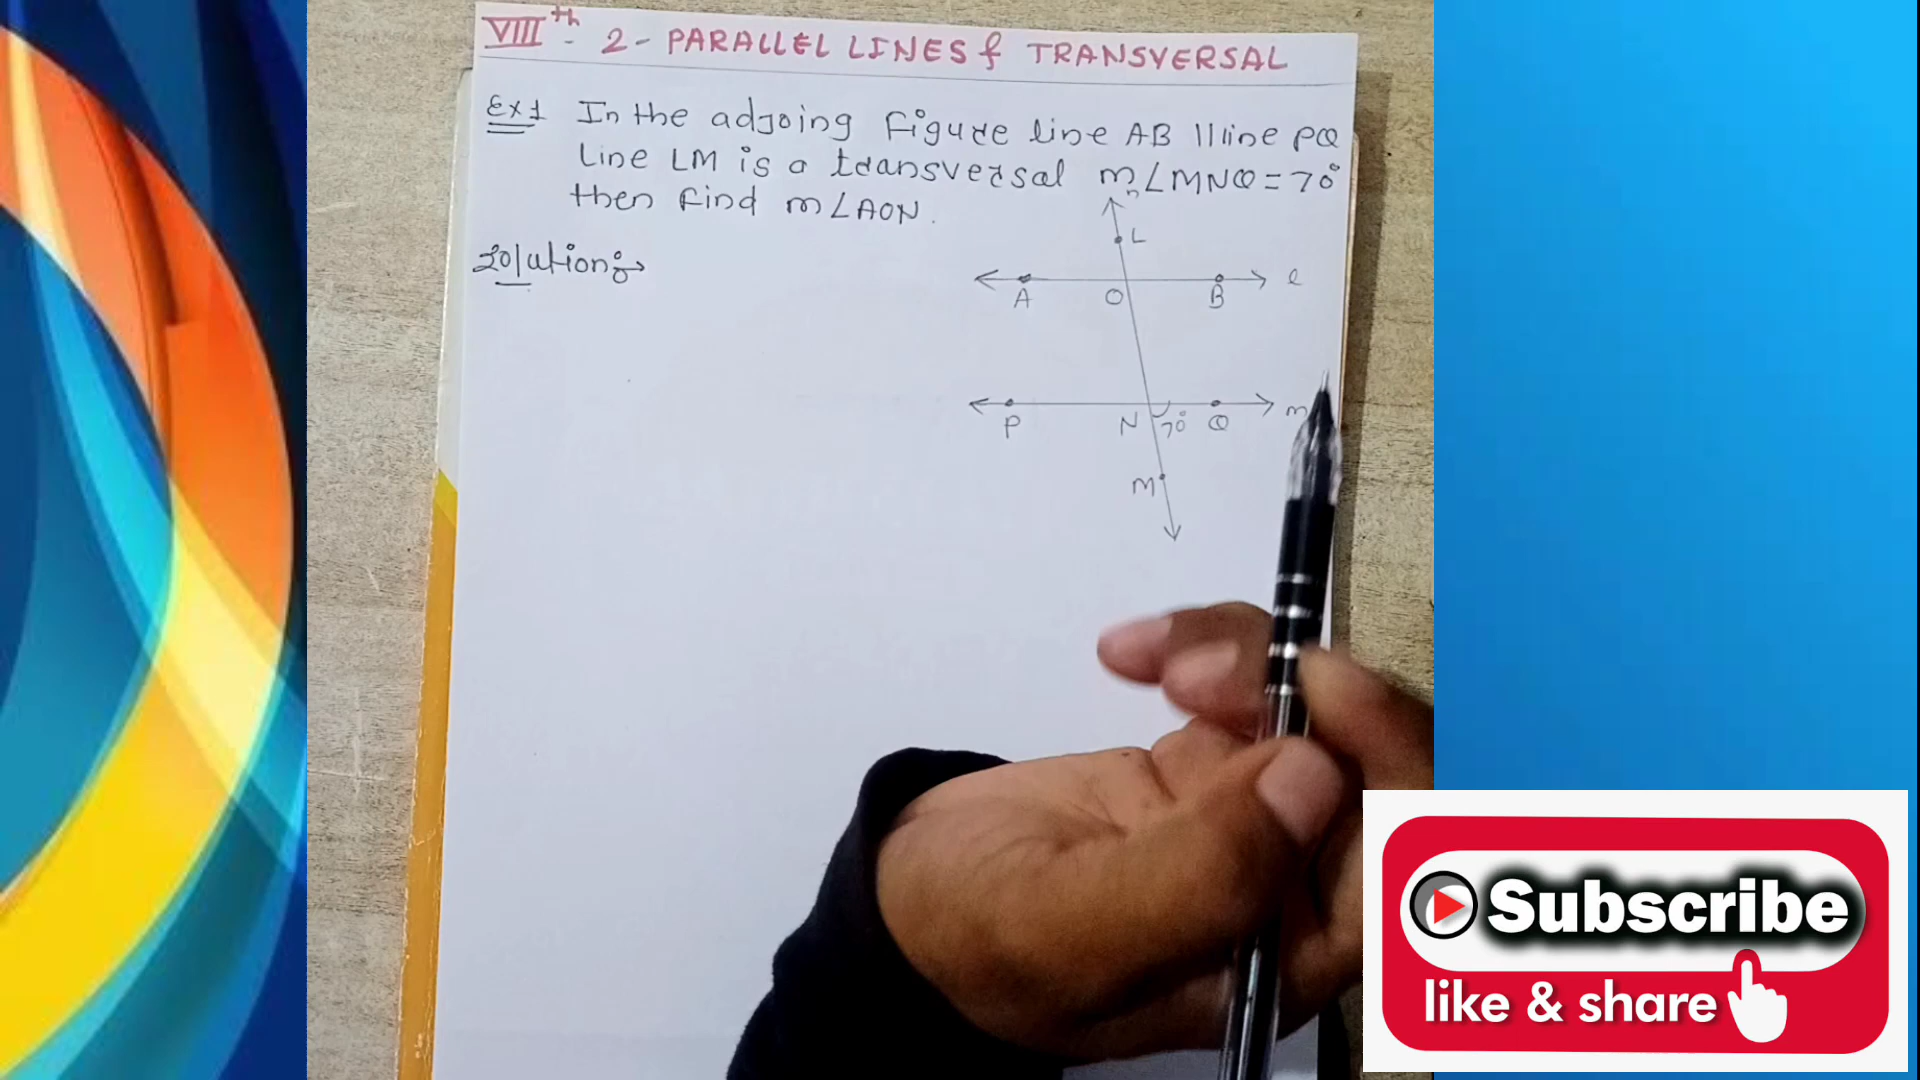 VIIIth - 2 - PARALLEL LINES & TRANSVERSAL
Ex 1 In the adjoing figure line AB || line PQ
Line LM is a transversal m∠MNQ = 70°
then find m∠AON.
Solution:→
n
L
l
A O B
m
P N 70° Q
M
Subscribe
like & share